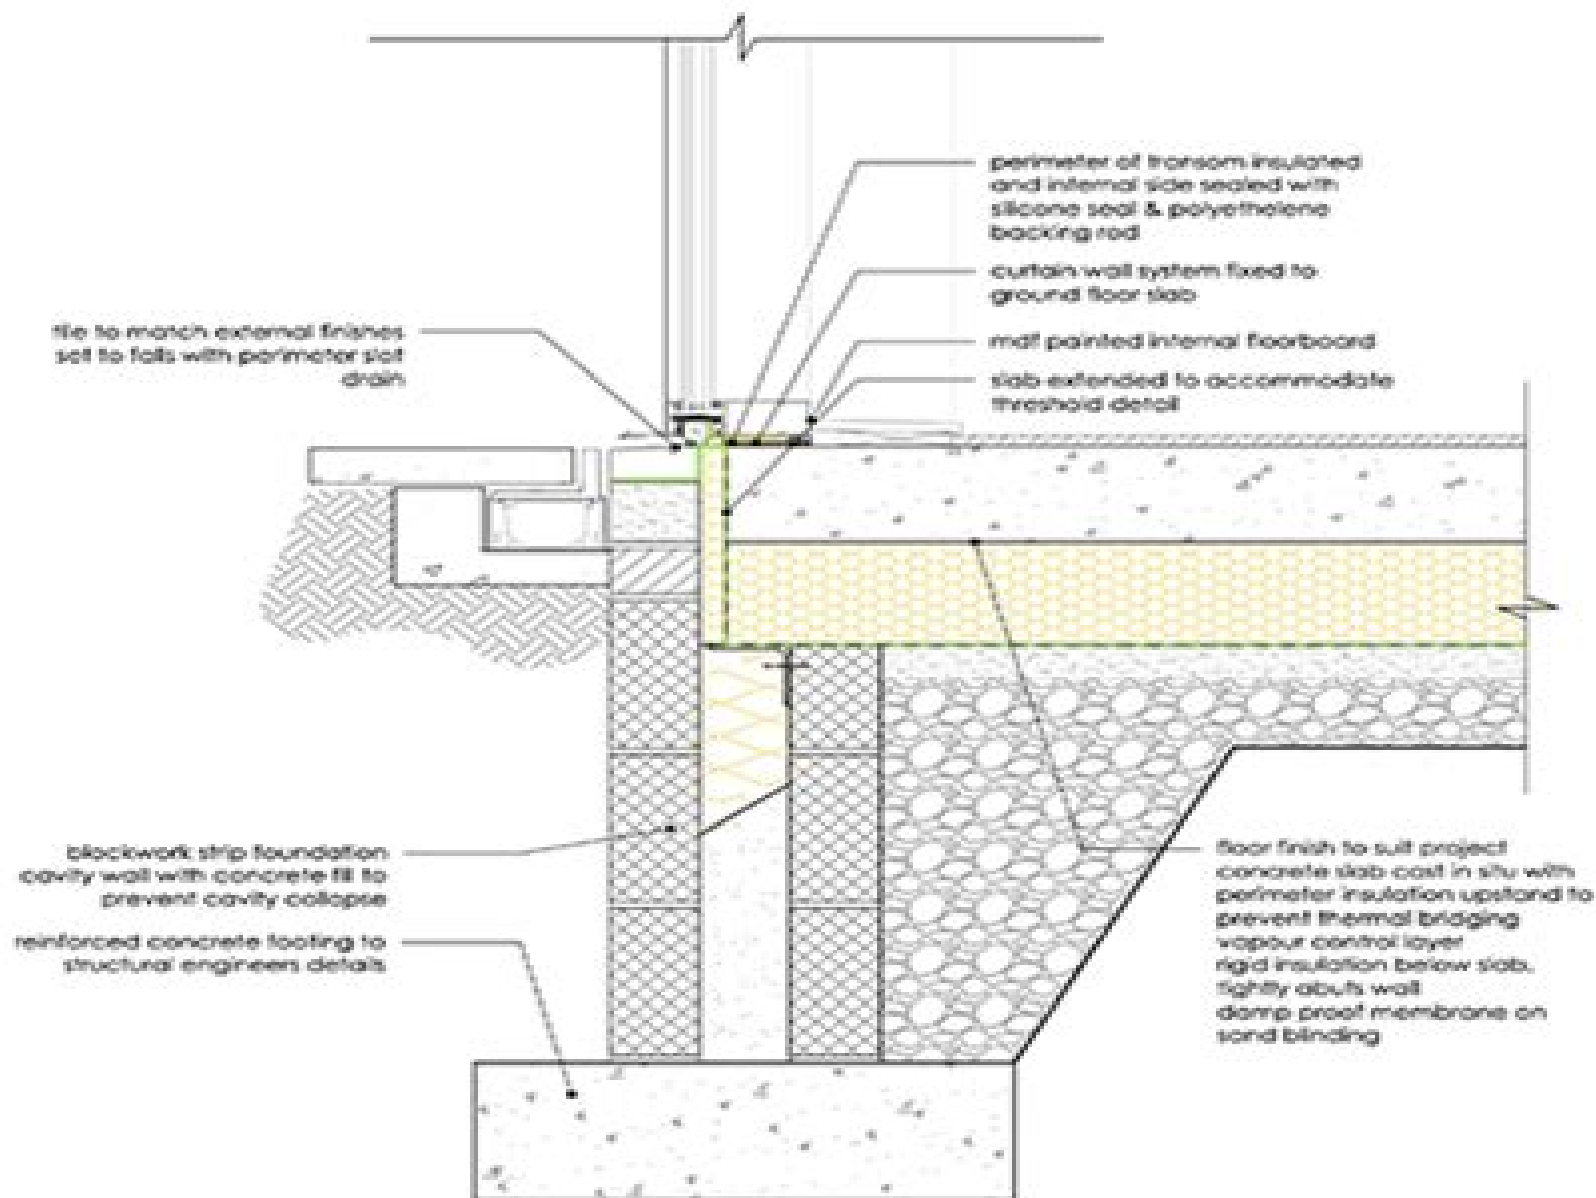 perimeter of transom insulated
and internal side sealed with
silicone seal & polyethelene
backing rod
curtain wall system fixed to
ground floor slab
mdf painted internal floorboard
slab extended to accommodate
threshold detail
tile to match external finishes
set to falls with perimeter slot
drain
blockwork strip foundation
cavity wall with concrete fill to
prevent cavity collapse
reinforced concrete footing to
structural engineers details
floor finish to suit project
concrete slab cast in situ with
perimeter insulation upstand to
prevent thermal bridging
vapour control layer
rigid insulation below slab,
tightly abuts wall
damp proof membrane on
sand blinding